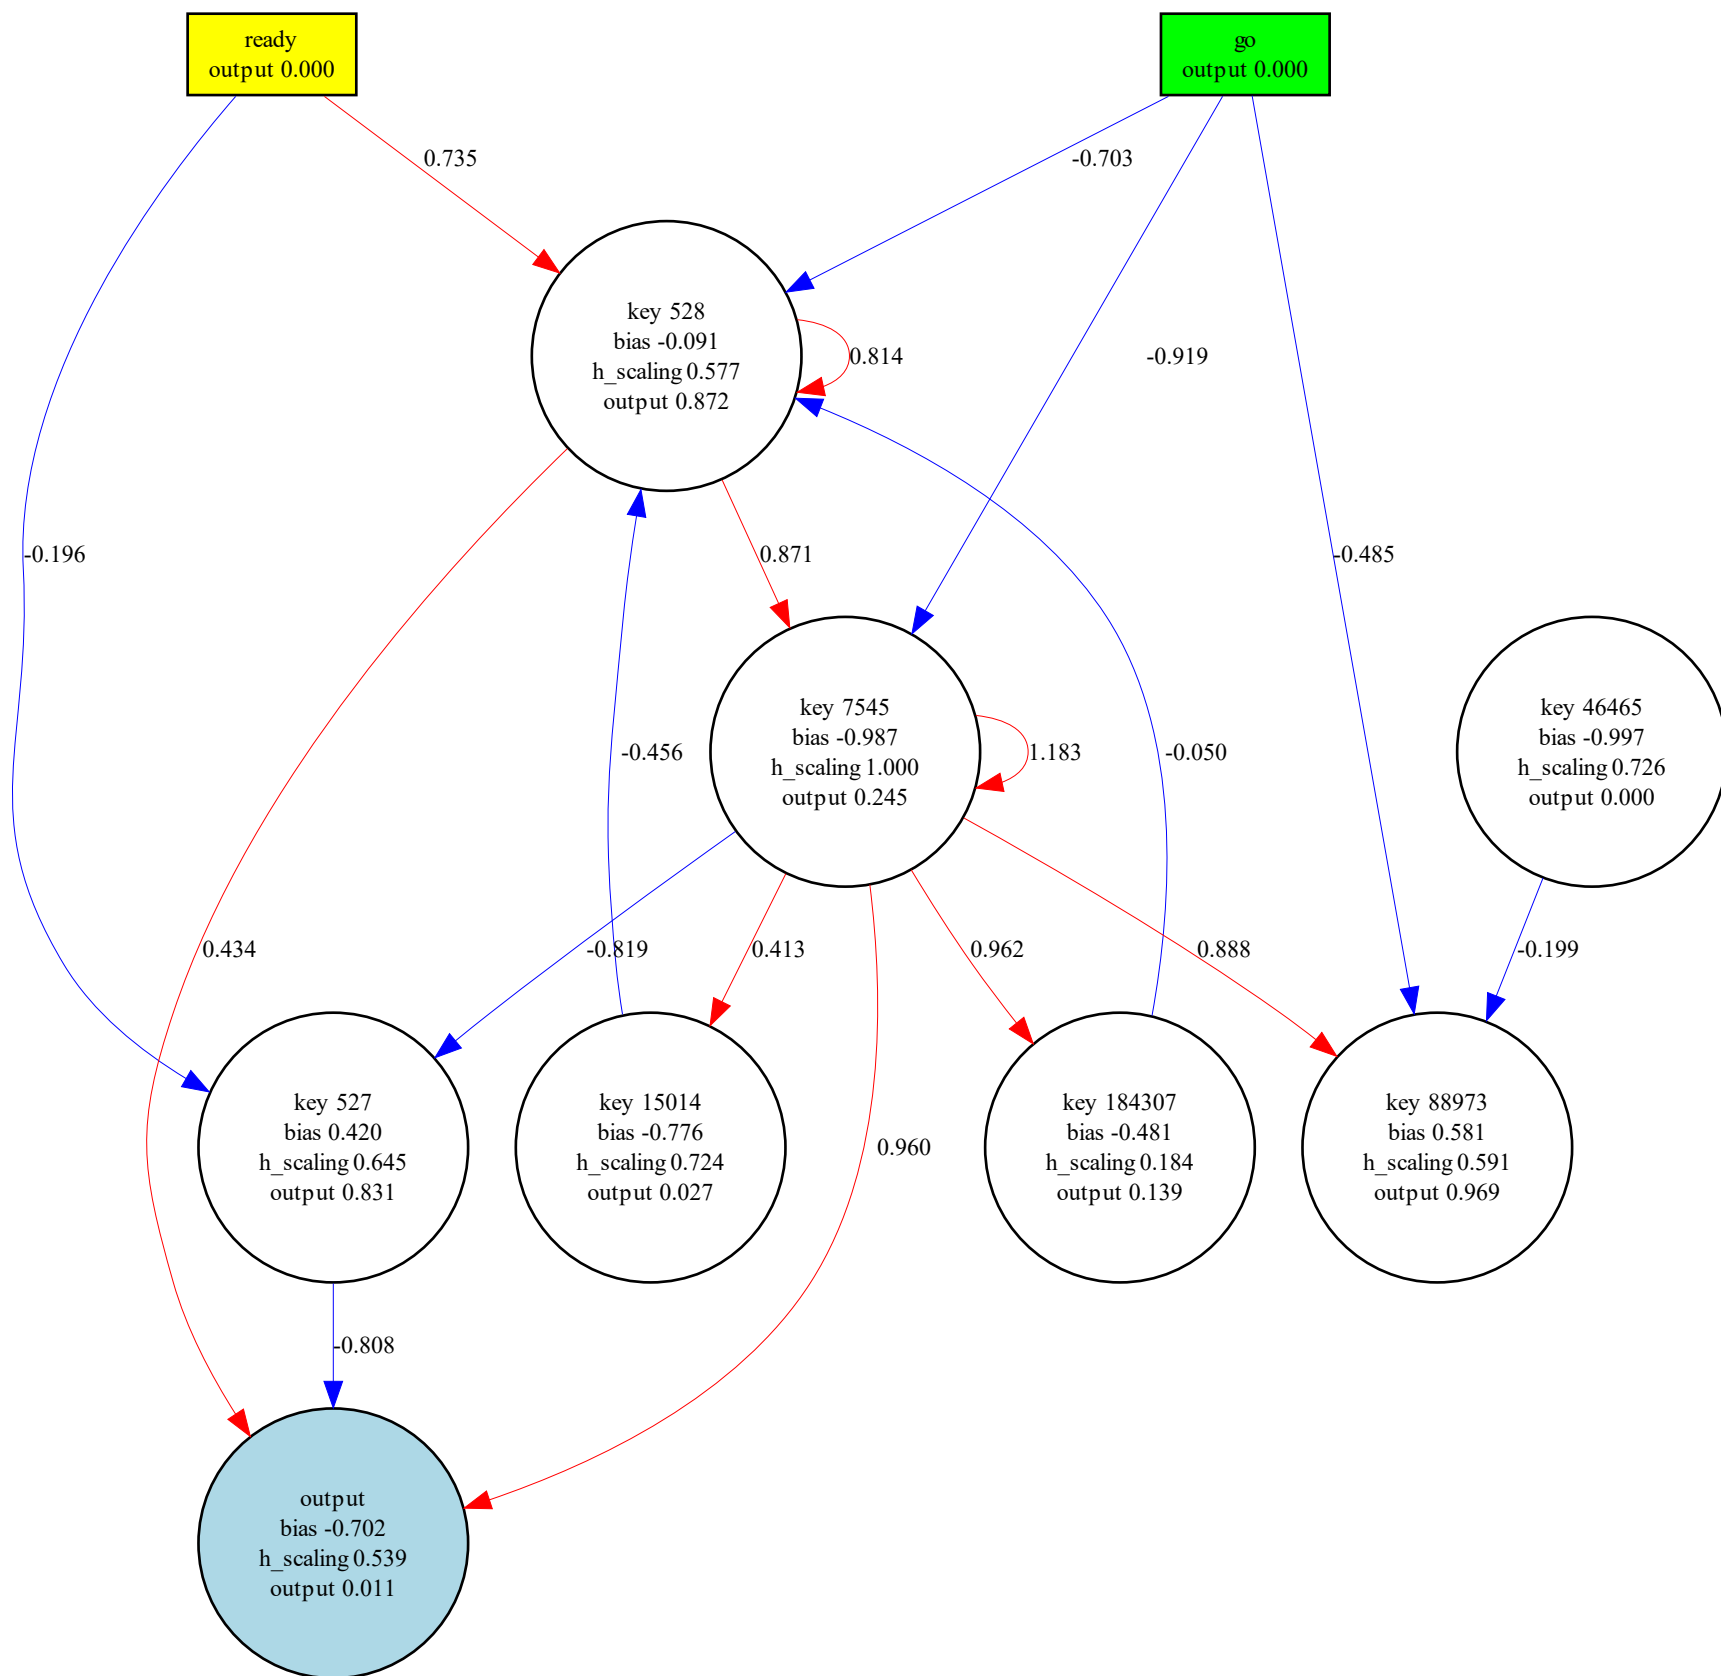 ready
output 0.000
go
output 0.000
0.735
-0.703
key 528
bias -0.091
h_scaling 0.577
output 0.872
0.814
-0.919
-0.196
0.871
-0.485
key 7545
bias -0.987
h_scaling 1.000
output 0.245
1.183
-0.456
-0.050
key 46465
bias -0.997
h_scaling 0.726
output 0.000
0.434
-0.819
0.413
0.962
0.888
-0.199
key 527
bias 0.420
h_scaling 0.645
output 0.831
key 15014
bias -0.776
h_scaling 0.724
output 0.027
0.960
key 184307
bias -0.481
h_scaling 0.184
output 0.139
key 88973
bias 0.581
h_scaling 0.591
output 0.969
-0.808
output
bias -0.702
h_scaling 0.539
output 0.011